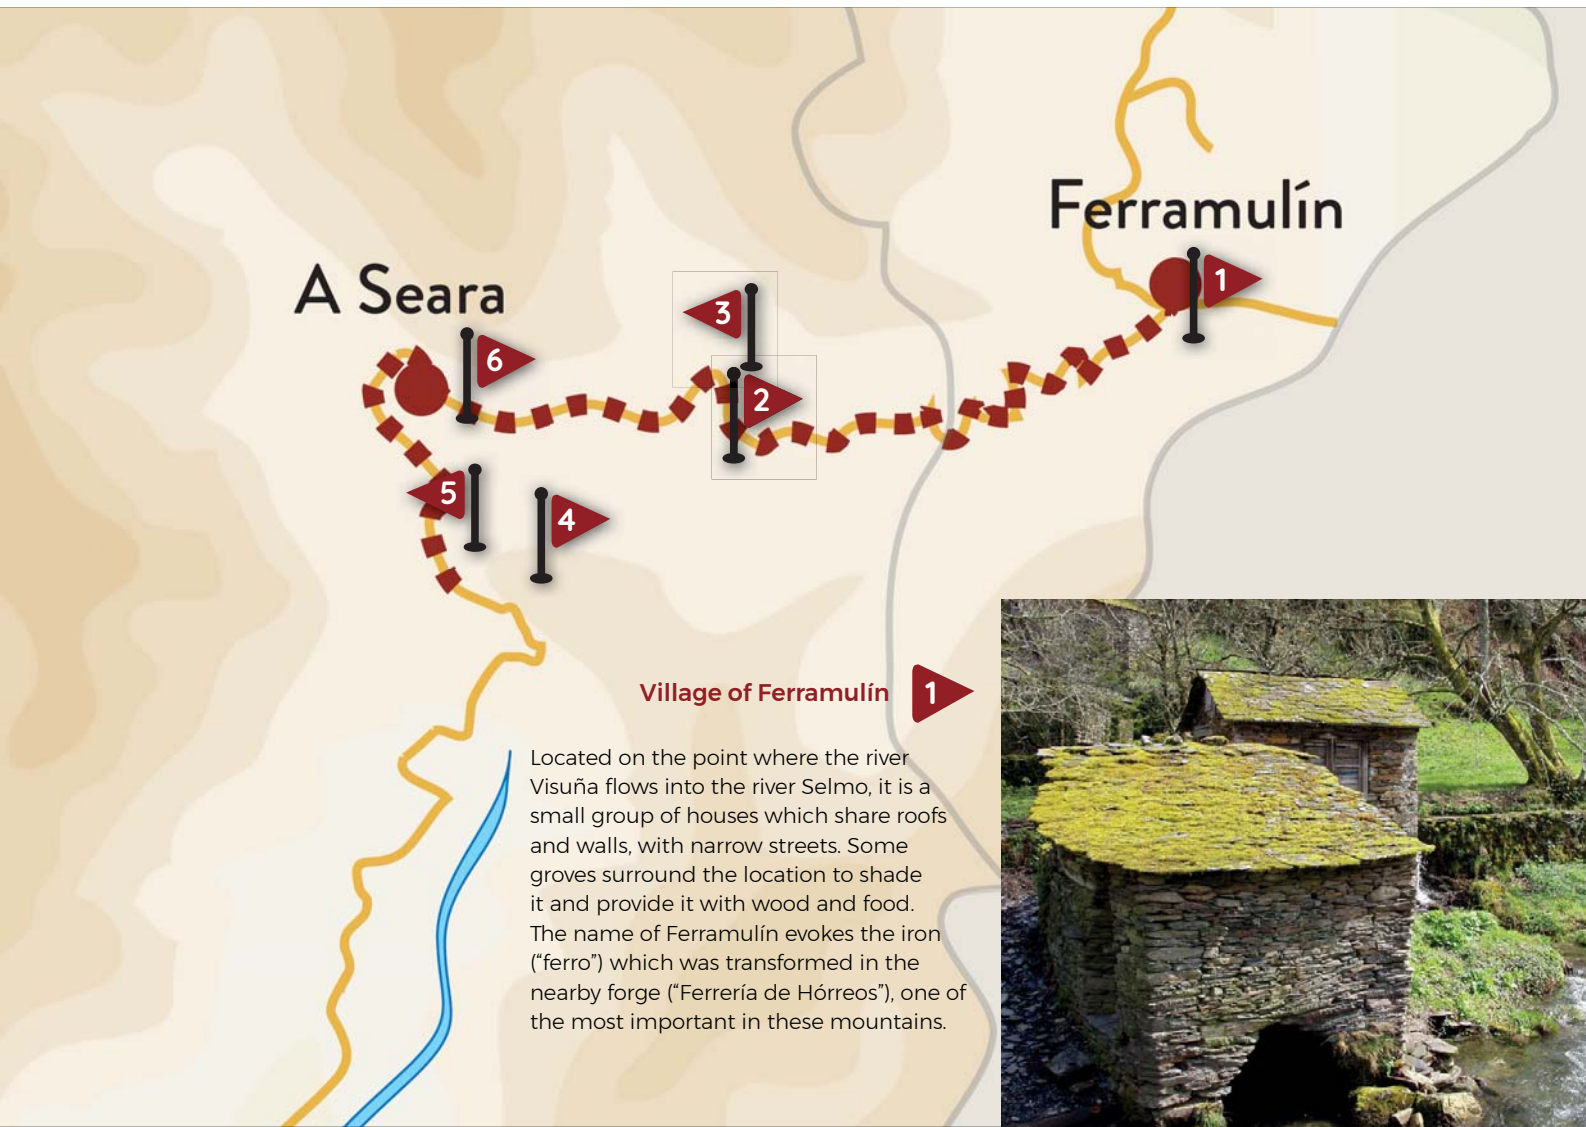 Ferramulín
1
A Seara
3
6
2
5
4
Village of Ferramulín 1
Located on the point where the river
Visuña flows into the river Selmo, it is a
small group of houses which share roofs
and walls, with narrow streets. Some
groves surround the location to shade
it and provide it with wood and food.
The name of Ferramulín evokes the iron
(“ferro”) which was transformed in the
nearby forge (“Ferrería de Hórreos”), one of
the most important in these mountains.